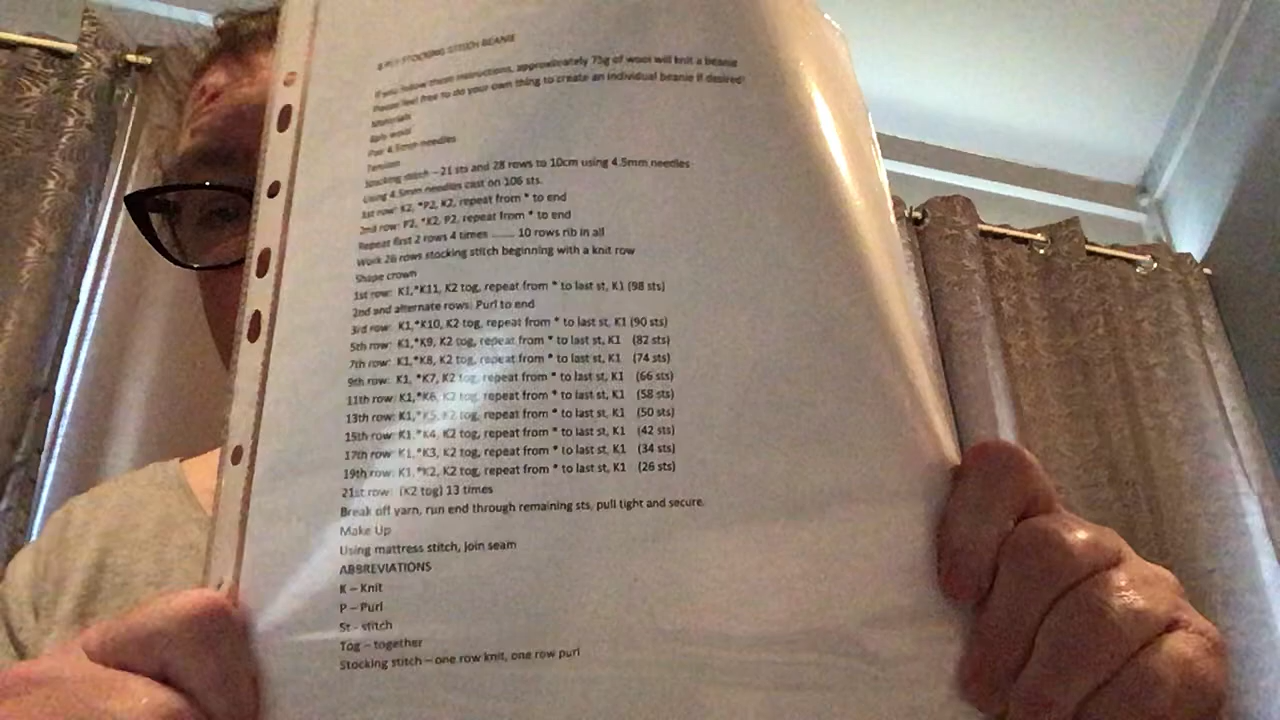 8 PLY STOCKING STITCH BEANIE
If you follow these instructions, approximately 75g of wool will knit a beanie
Please feel free to do your own thing to create an individual beanie if desired!
Materials
8ply wool
Pair 4.5mm needles
Tension
Stocking stitch – 21 sts and 28 rows to 10cm using 4.5mm needles
Using 4.5mm needles cast on 106 sts.
1st row: K2, *P2, K2, repeat from * to end
2nd row: P2, *K2, P2, repeat from * to end
Repeat first 2 rows 4 times ........ 10 rows rib in all
Work 26 rows stocking stitch beginning with a knit row
Shape crown
1st row: K1,*K11, K2 tog, repeat from * to last st, K1 (98 sts)
2nd and alternate rows: Purl to end
3rd row: K1,*K10, K2 tog, repeat from * to last st, K1 (90 sts)
5th row: K1,*K9, K2 tog, repeat from * to last st, K1 (82 sts)
7th row: K1,*K8, K2 tog, repeat from * to last st, K1 (74 sts)
9th row: K1, *K7, K2 tog, repeat from * to last st, K1 (66 sts)
11th row: K1,*K6, K2 tog, repeat from * to last st, K1 (58 sts)
13th row: K1,*K5, K2 tog, repeat from * to last st, K1 (50 sts)
15th row: K1,*K4, K2 tog, repeat from * to last st, K1 (42 sts)
17th row: K1,*K3, K2 tog, repeat from * to last st, K1 (34 sts)
19th row: K1, *K2, K2 tog, repeat from * to last st, K1 (26 sts)
21st row: (K2 tog) 13 times
Break off yarn, run end through remaining sts, pull tight and secure.
Make Up
Using mattress stitch, join seam
ABBREVIATIONS
K – Knit
P – Purl
St - stitch
Tog – together
Stocking stitch – one row knit, one row purl